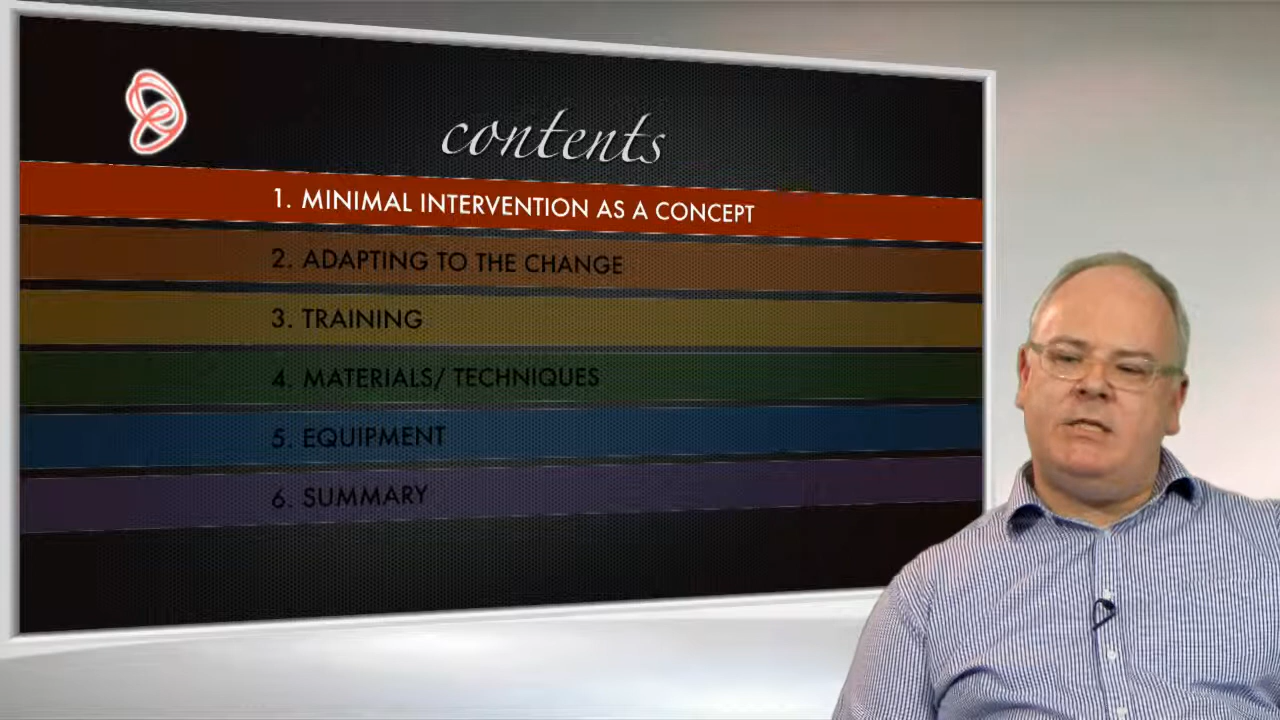 contents
1. MINIMAL INTERVENTION AS A CONCEPT
2. ADAPTING TO THE CHANGE
3. TRAINING
4. MATERIALS/ TECHNIQUES
5. EQUIPMENT
6. SUMMARY